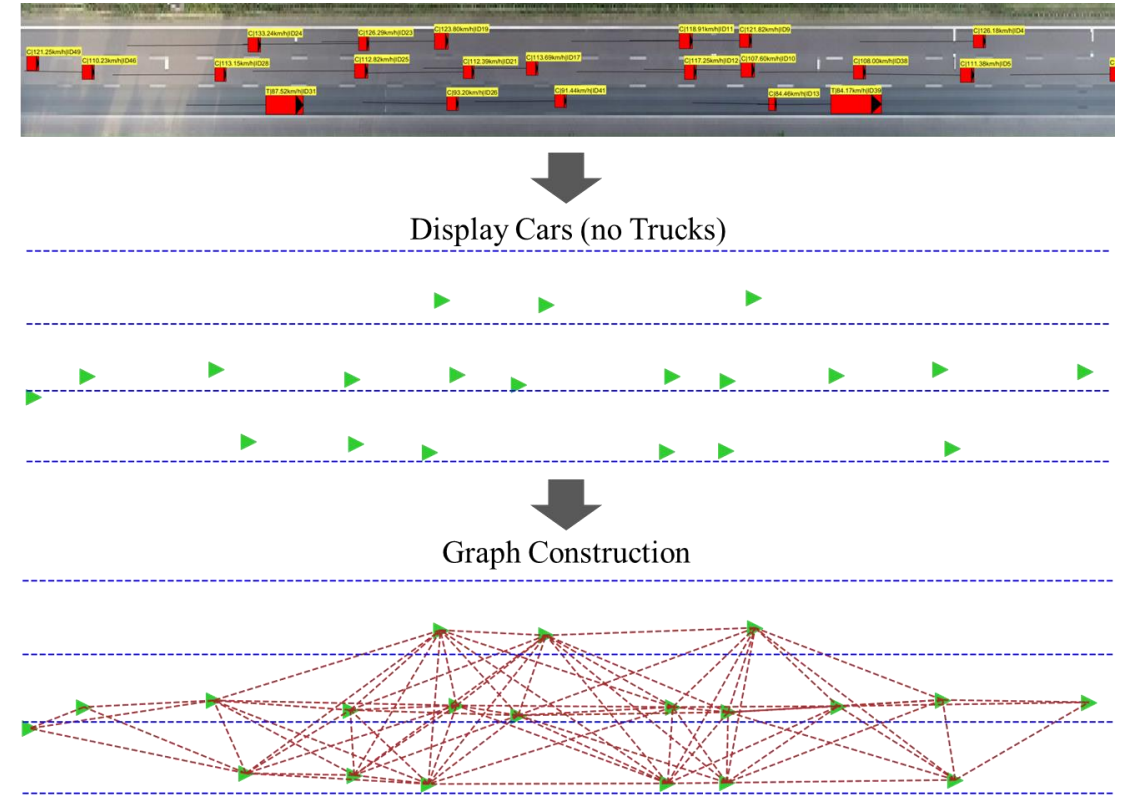 C|133.24km/h|ID24
C|126.29km/h|ID23
C|123.80km/h|ID19
C|118.91km/h|ID11
C|121.82km/h|ID9
C|126.18km/h|ID4
C|121.25km/h|ID49
C|110.23km/h|ID46
C|113.15km/h|ID28
C|112.82km/h|ID25
C|112.39km/h|ID21
C|113.69km/h|ID17
C|117.25km/h|ID12
C|107.60km/h|ID10
C|108.00km/h|ID38
C|111.38km/h|ID5
C
T|87.52km/h|ID31
C|93.20km/h|ID26
C|91.44km/h|ID41
C|84.46km/h|ID13
T|84.17km/h|ID39
Display Cars (no Trucks)
Graph Construction